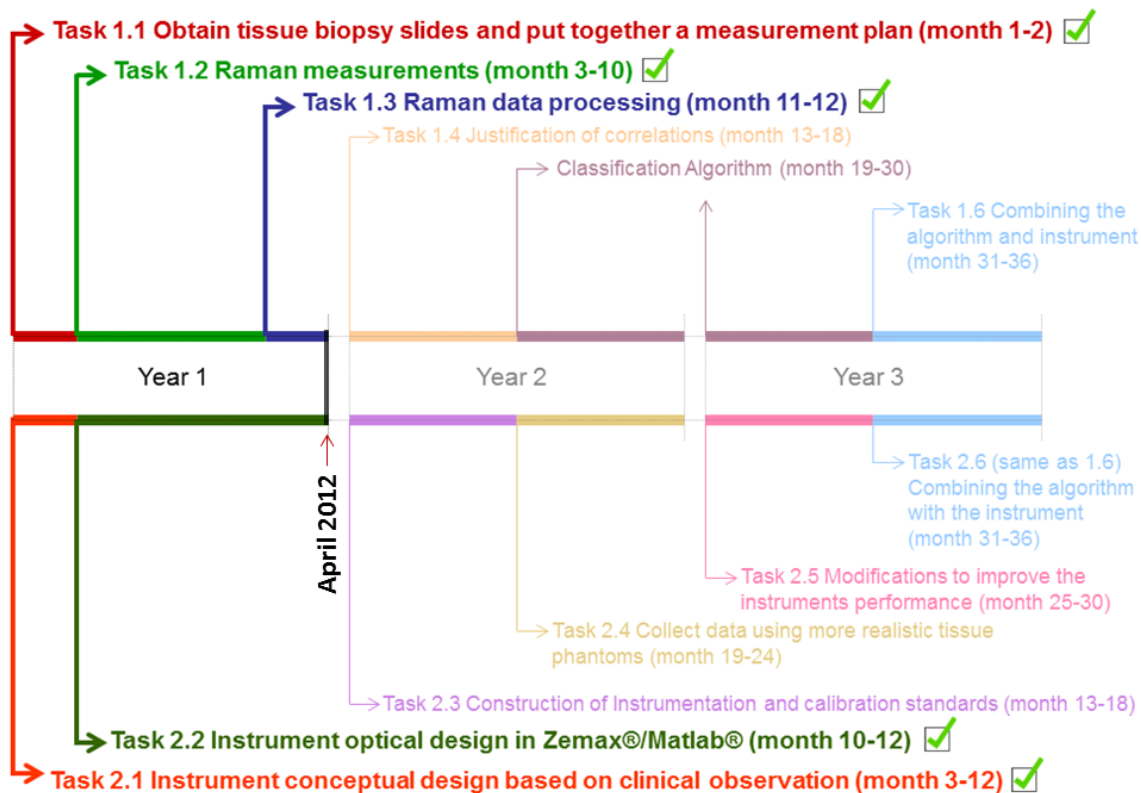 Task 1.1 Obtain tissue biopsy slides and put together a measurement plan (month 1-2)
Task 1.2 Raman measurements (month 3-10)
Task 1.3 Raman data processing (month 11-12)
Task 1.4 Justification of correlations (month 13-18)
Classification Algorithm (month 19-30)
Task 1.6 Combining the
algorithm and instrument
(month 31-36)
Year 1
Year 2
Year 3
April 2012
Task 2.6 (same as 1.6)
Combining the algorithm
with the instrument
(month 31-36)
Task 2.5 Modifications to improve the
instruments performance (month 25-30)
Task 2.4 Collect data using more realistic tissue
phantoms (month 19-24)
Task 2.3 Construction of Instrumentation and calibration standards (month 13-18)
Task 2.2 Instrument optical design in Zemax®/Matlab® (month 10-12)
Task 2.1 Instrument conceptual design based on clinical observation (month 3-12)